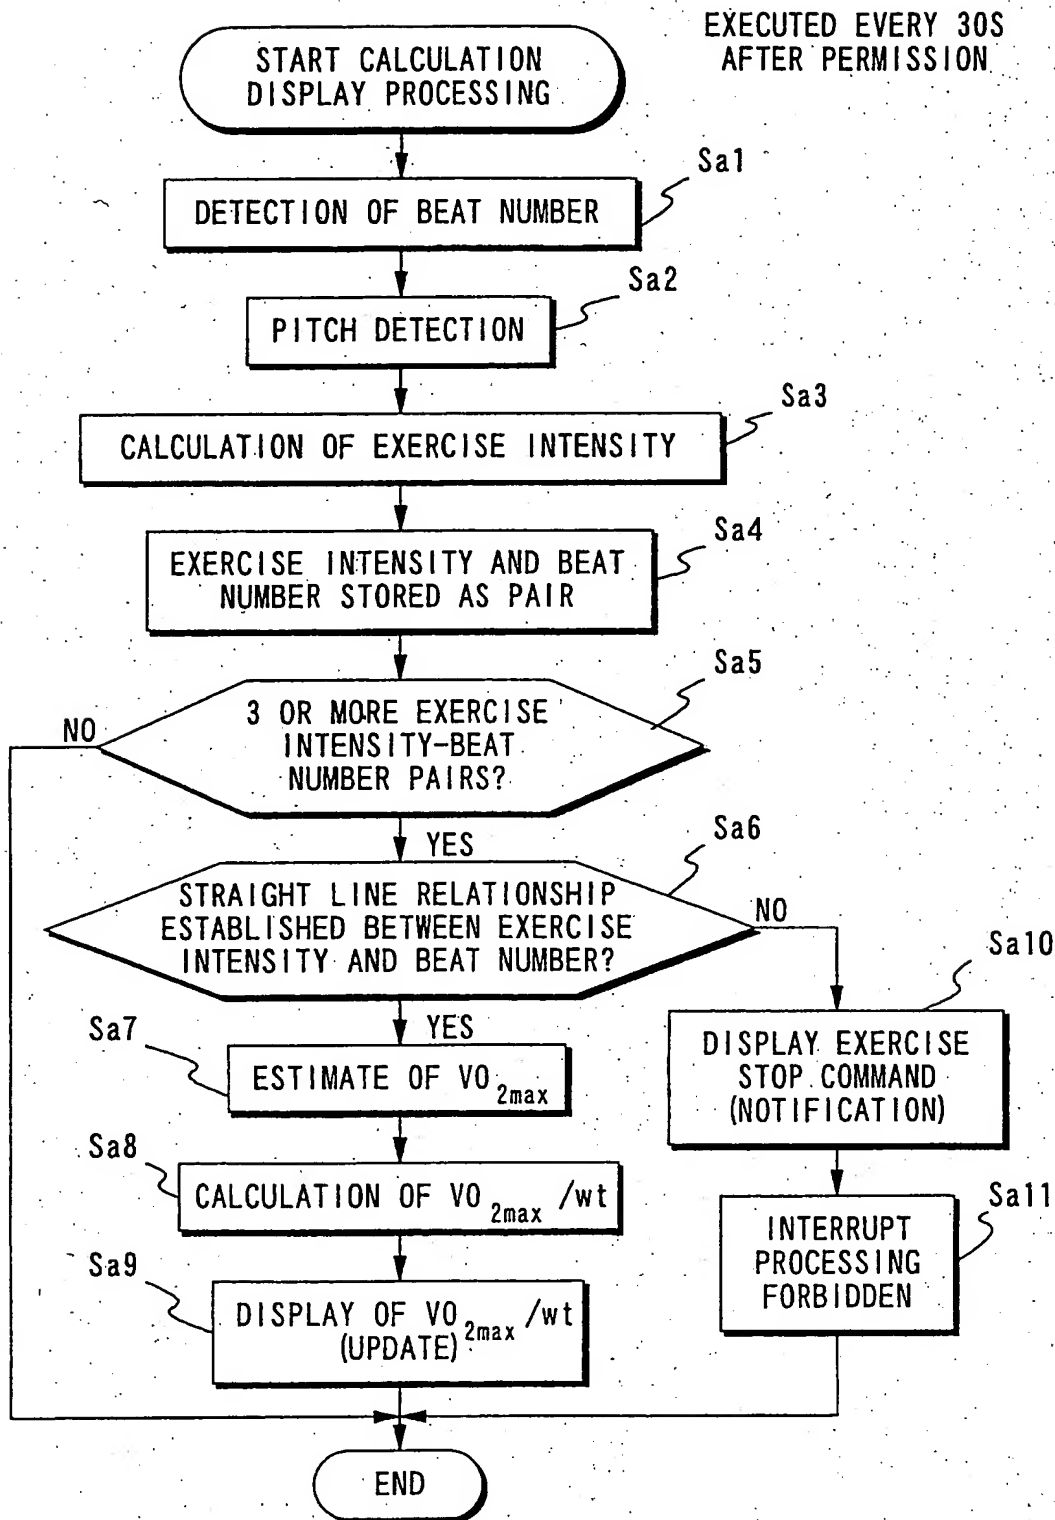 EXECUTED EVERY 30S
AFTER PERMISSION
START CALCULATION
DISPLAY PROCESSING
Sa1
DETECTION OF BEAT NUMBER
Sa2
PITCH DETECTION
Sa3
CALCULATION OF EXERCISE INTENSITY
Sa4
EXERCISE INTENSITY AND BEAT
NUMBER STORED AS PAIR
Sa5
3 OR MORE EXERCISE
INTENSITY-BEAT
NUMBER PAIRS?
NO
YES
Sa6
STRAIGHT LINE RELATIONSHIP
ESTABLISHED BETWEEN EXERCISE
INTENSITY AND BEAT NUMBER?
NO
YES
Sa7
ESTIMATE OF VO2max
Sa8
CALCULATION OF VO2max/wt
Sa9
DISPLAY OF VO2max/wt
(UPDATE)
Sa10
DISPLAY EXERCISE
STOP COMMAND
(NOTIFICATION)
Sa11
INTERRUPT
PROCESSING
FORBIDDEN
END